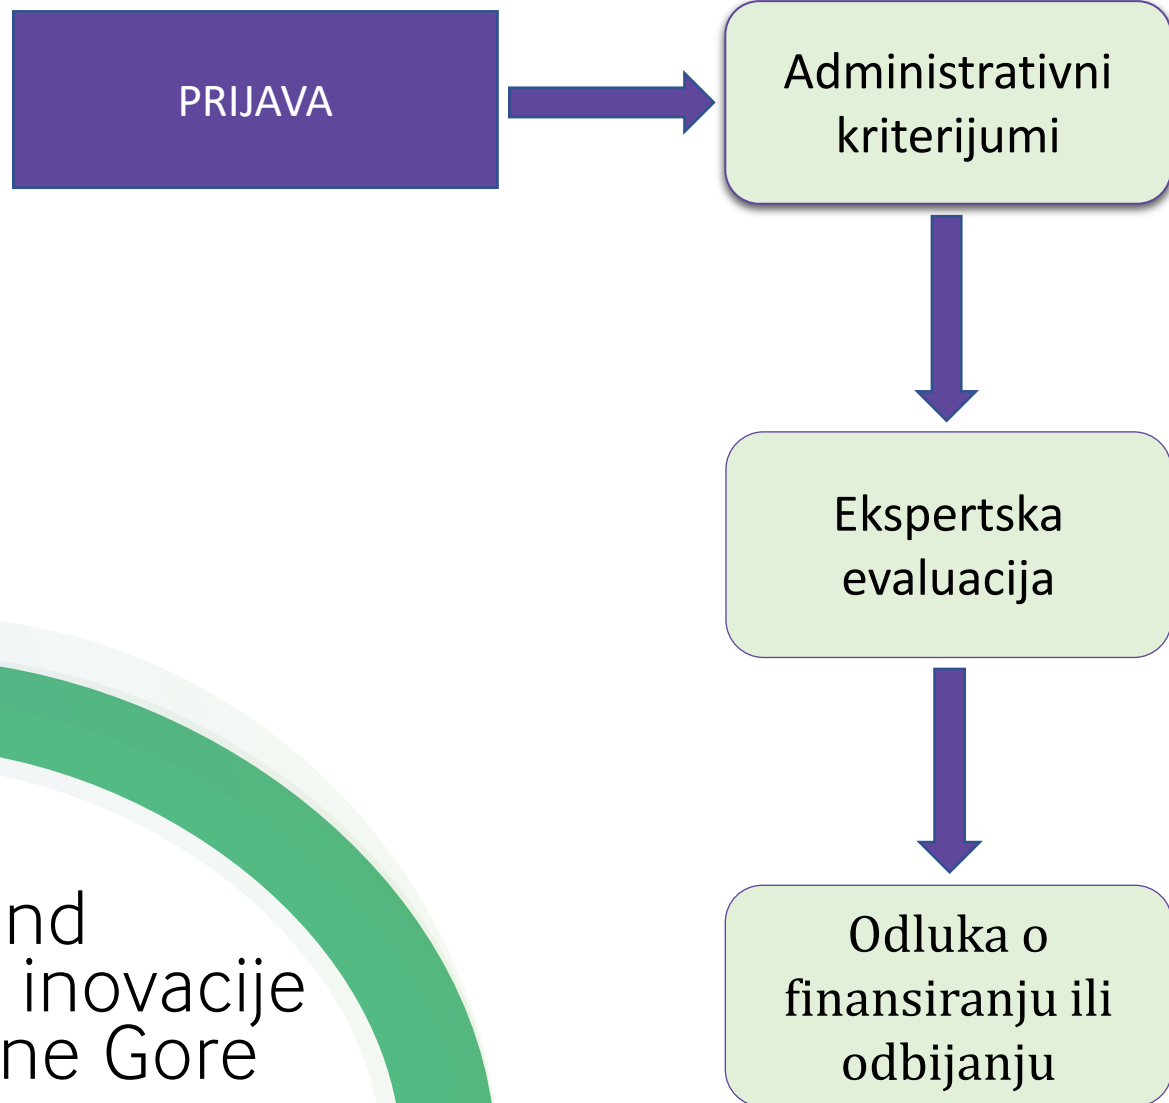 PRIJAVA
Administrativni
kriterijumi
Ekspertska
evaluacija
Odluka o
finansiranju ili
odbijanju
nd
inovacije
ne Gore